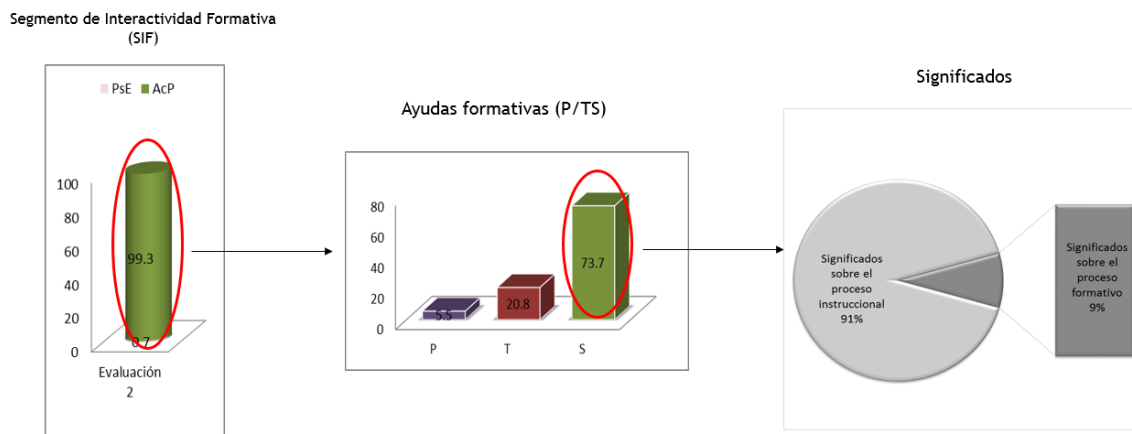 Segmento de Interactividad Formativa
(SIF)
PsE AcP
100
80
60
40
20
0
99.3
0.7
Evaluación
2
Ayudas formativas (P/TS)
80
60
40
20
0
5.5
20.8
73.7
P T S
Significados
Significados
sobre el
proceso
instruccional
91%
Significados
sobre el
proceso
formativo
9%